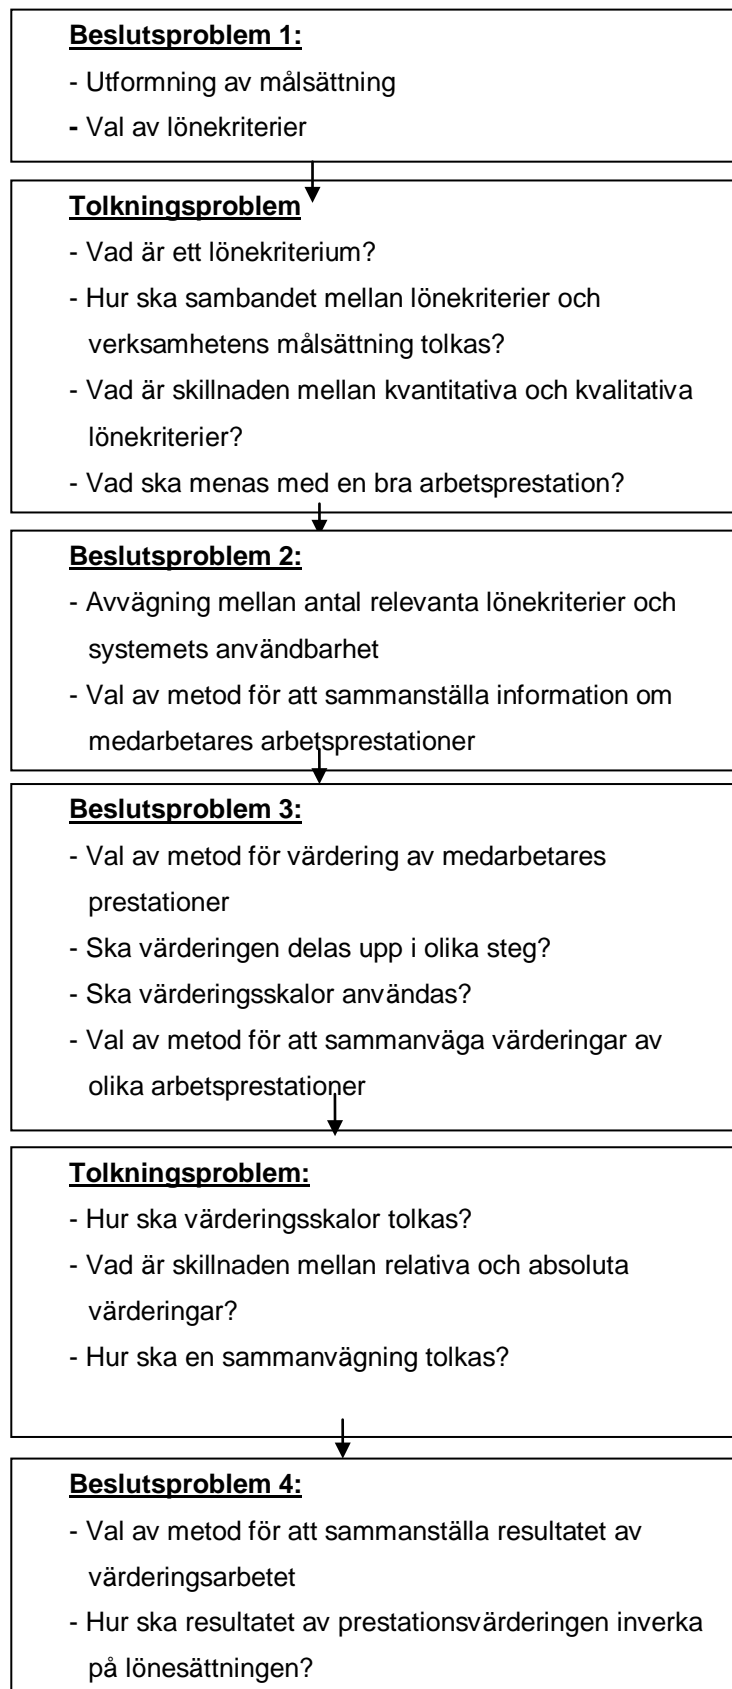 Beslutsproblem 1:
- Utformning av målsättning
- Val av lönekriterier
Tolkningsproblem
- Vad är ett lönekriterium?
- Hur ska sambandet mellan lönekriterier och
verksamhetens målsättning tolkas?
- Vad är skillnaden mellan kvantitativa och kvalitativa
lönekriterier?
- Vad ska menas med en bra arbetsprestation?
Beslutsproblem 2:
- Avvägning mellan antal relevanta lönekriterier och
systemets användbarhet
- Val av metod för att sammanställa information om
medarbetares arbetsprestationer
Beslutsproblem 3:
- Val av metod för värdering av medarbetares
prestationer
- Ska värderingen delas upp i olika steg?
- Ska värderingsskalor användas?
- Val av metod för att sammanväga värderingar av
olika arbetsprestationer
Tolkningsproblem:
- Hur ska värderingsskalor tolkas?
- Vad är skillnaden mellan relativa och absoluta
värderingar?
- Hur ska en sammanvägning tolkas?
Beslutsproblem 4:
- Val av metod för att sammanställa resultatet av
värderingsarbetet
- Hur ska resultatet av prestationsvärderingen inverka
på lönesättningen?